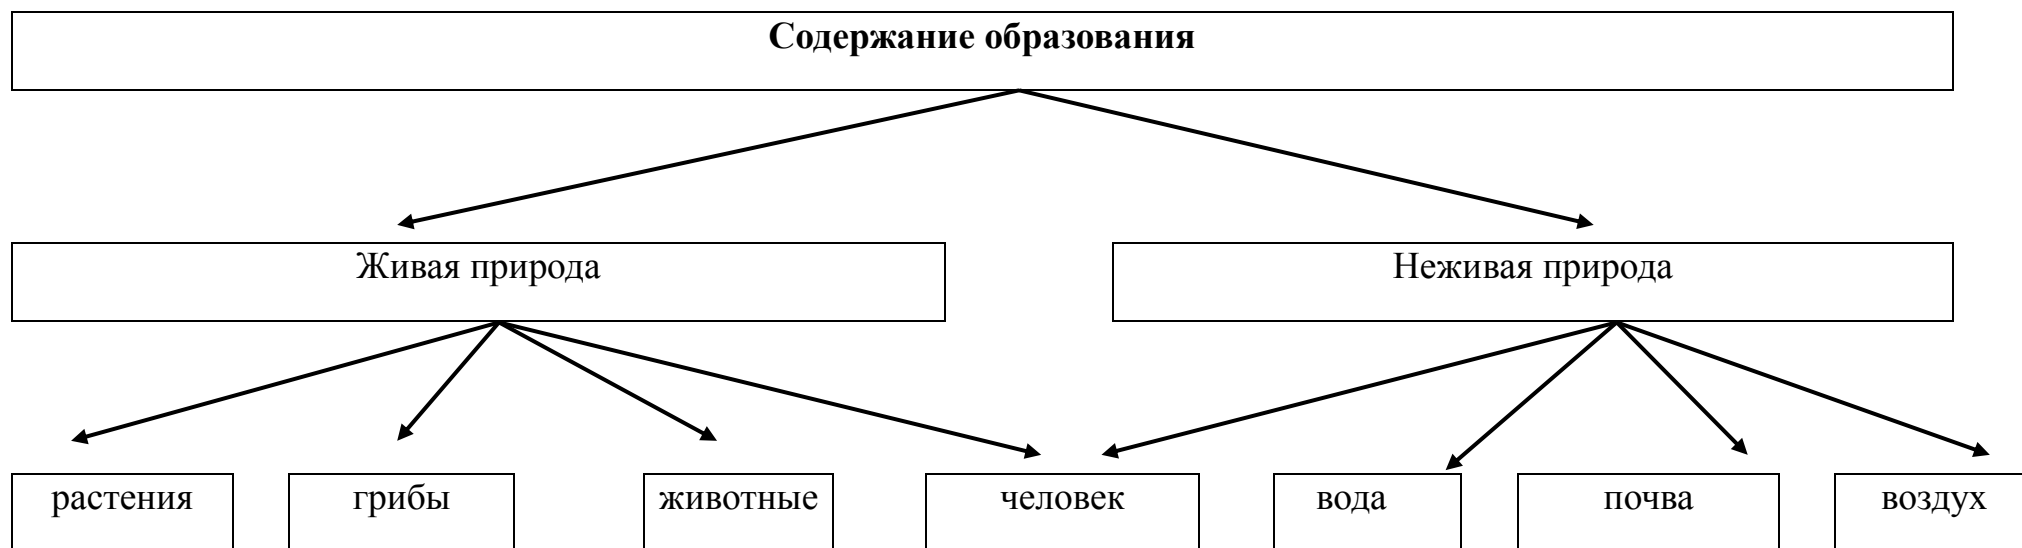 Содержание образования
Живая природа
Неживая природа
растения
грибы
животные
человек
вода
почва
воздух